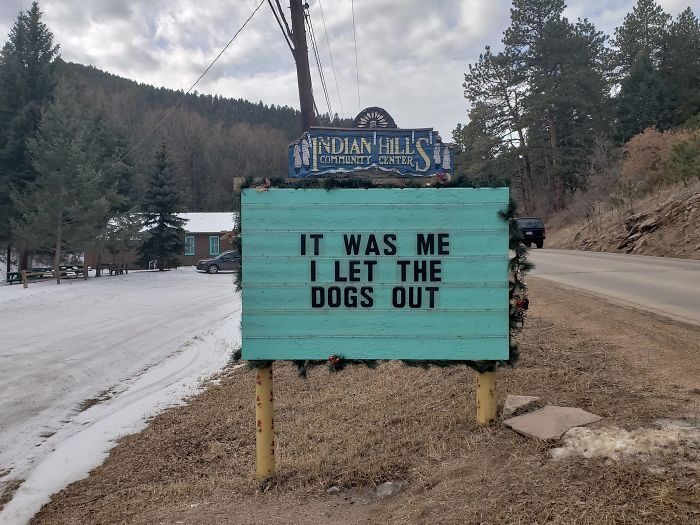 INDIAN HILLS
COMMUNITY CENTER
IT WAS ME
I LET THE
DOGS OUT